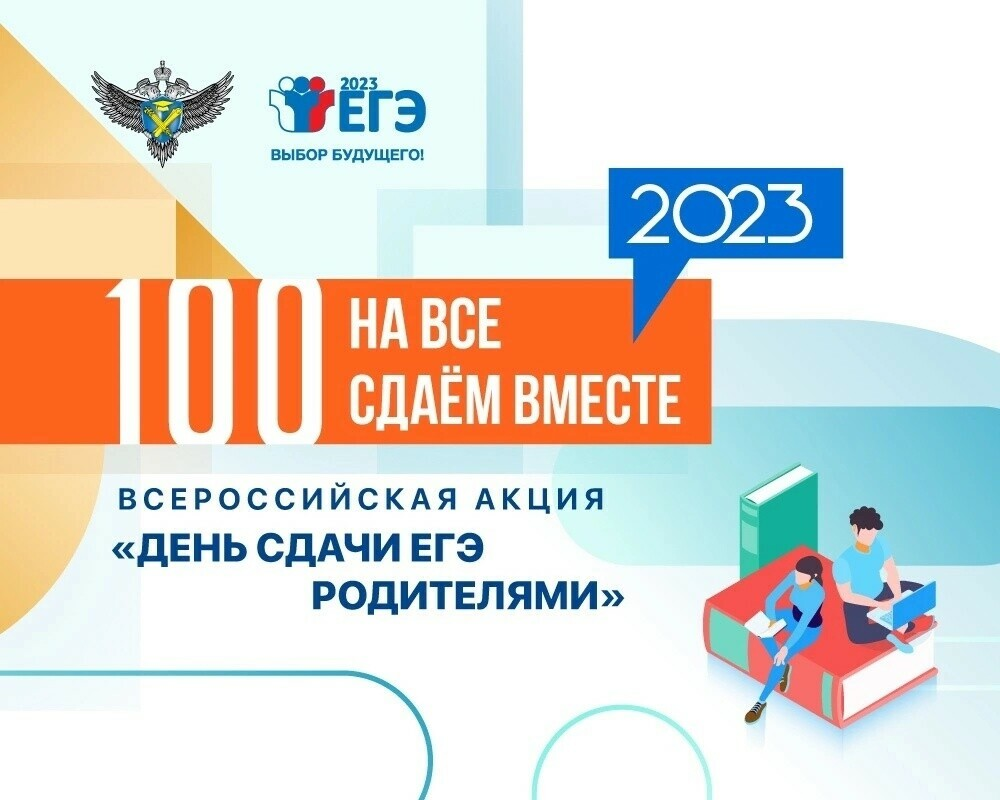 2023
ЕГЭ
ВЫБОР БУДУЩЕГО!
2023
100
НА ВСЕ
СДАЁМ ВМЕСТЕ
ВСЕРОССИЙСКАЯ АКЦИЯ
«ДЕНЬ СДАЧИ ЕГЭ
РОДИТЕЛЯМИ»